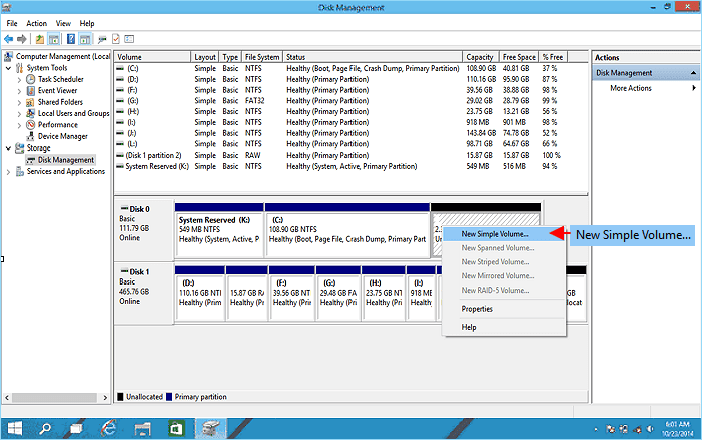 Disk Management
File Action View Help
Computer Management (Local
System Tools
Task Scheduler
Event Viewer
Shared Folders
Local Users and Groups
Performance
Device Manager
Storage
Disk Management
Services and Applications
Volume Layout Type File System Status Capacity Free Space % Free
(C:) Simple Basic NTFS Healthy (Boot, Page File, Crash Dump, Primary Partition) 108.90 GB 40.81 GB 37 %
(D:) Simple Basic NTFS Healthy (Primary Partition) 110.16 GB 95.90 GB 87 %
(F:) Simple Basic NTFS Healthy (Primary Partition) 39.56 GB 38.88 GB 98 %
(G:) Simple Basic FAT32 Healthy (Primary Partition) 29.02 GB 28.79 GB 99 %
(H:) Simple Basic NTFS Healthy (Primary Partition) 23.75 GB 13.21 GB 56 %
(I:) Simple Basic NTFS Healthy (Primary Partition) 918 MB 901 MB 98 %
(J:) Simple Basic NTFS Healthy (Primary Partition) 143.84 GB 74.78 GB 52 %
(L:) Simple Basic NTFS Healthy (Primary Partition) 98.71 GB 64.67 GB 66 %
(Disk 1 partition 2) Simple Basic RAW Healthy (Primary Partition) 15.87 GB 15.87 GB 100 %
System Reserved (K:) Simple Basic NTFS Healthy (System, Active, Primary Partition) 549 MB 516 MB 94 %
Actions
Disk Management
More Actions
Disk 0
Basic
111.79 GB
Online
System Reserved (K:)
549 MB NTFS
Healthy (System, Active, P
(C:)
108.90 GB NTFS
Healthy (Boot, Page File, Crash Dump, Primary Part
2.
Un
New Simple Volume...
New Spanned Volume...
New Striped Volume...
New Mirrored Volume...
New RAID-5 Volume...
Properties
Help
New Simple Volume...
Disk 1
Basic
465.76 GB
Online
(D:)
110.16 GB NTI
Healthy (Prim
15.87 GB RA
Healthy (Pri
(F:)
39.56 GB NT
Healthy (Pri
(G:)
29.48 GB FA
Healthy (Pri
(H:)
23.75 GB NT
Healthy (Pri
(I:)
918 ME
Health
GB
ocat
Unallocated Primary partition
6:01 AM
10/23/2014